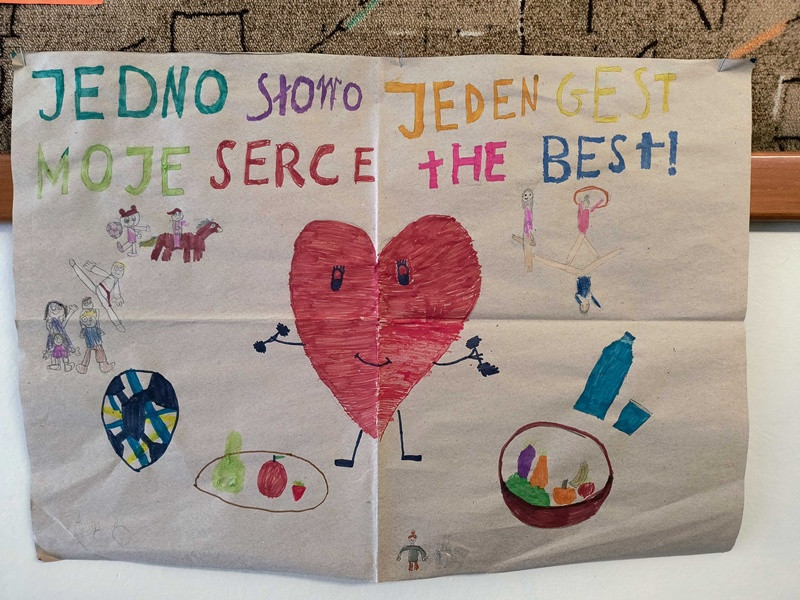 JEDNO SŁOWO JEDEN GEST
MOJE SERCE tHE BESt!